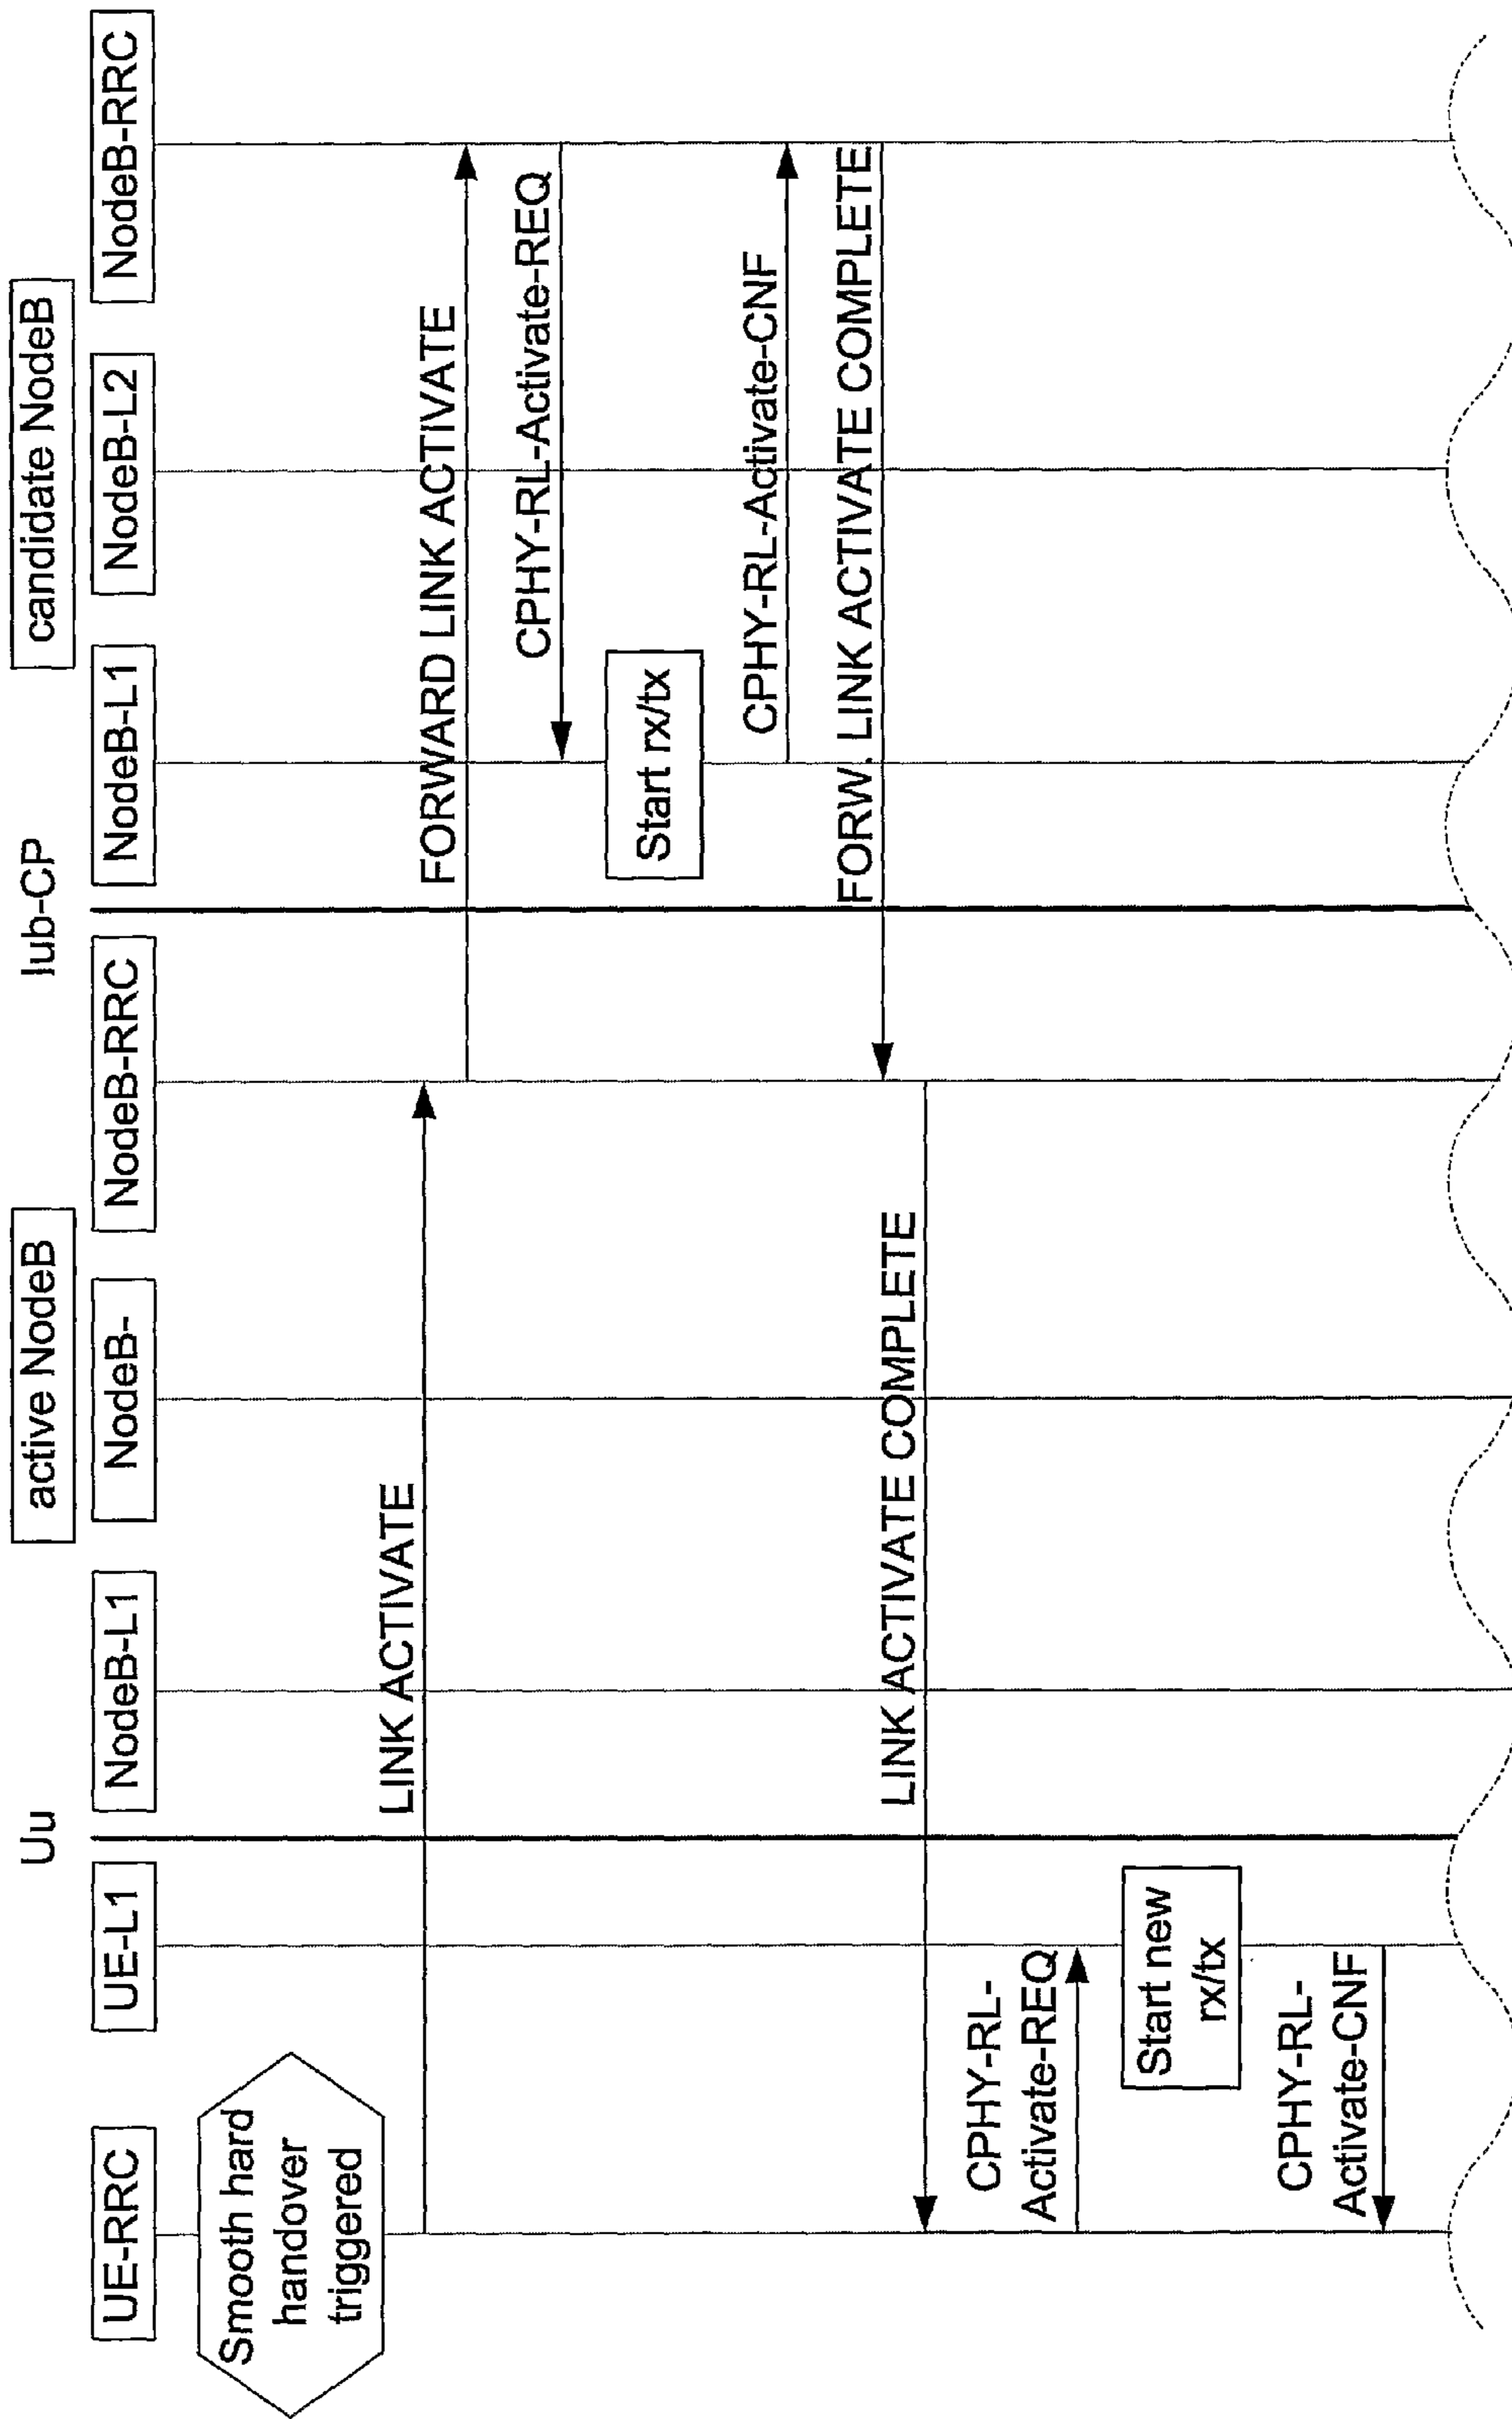 Uu
active NodeB
Iub-CP
candidate NodeB
UE-RRC
UE-L1
NodeB-L1
NodeB-
NodeB-RRC
NodeB-L1
NodeB-L2
NodeB-RRC
Smooth hard
handover
triggered
LINK ACTIVATE
FORWARD LINK ACTIVATE
CPHY-RL-Activate-REQ
Start rx/tx
CPHY-RL-Activate-CNF
FORW. LINK ACTIVATE COMPLETE
LINK ACTIVATE COMPLETE
CPHY-RL-
Activate-REQ
Start new
rx/tx
CPHY-RL-
Activate-CNF